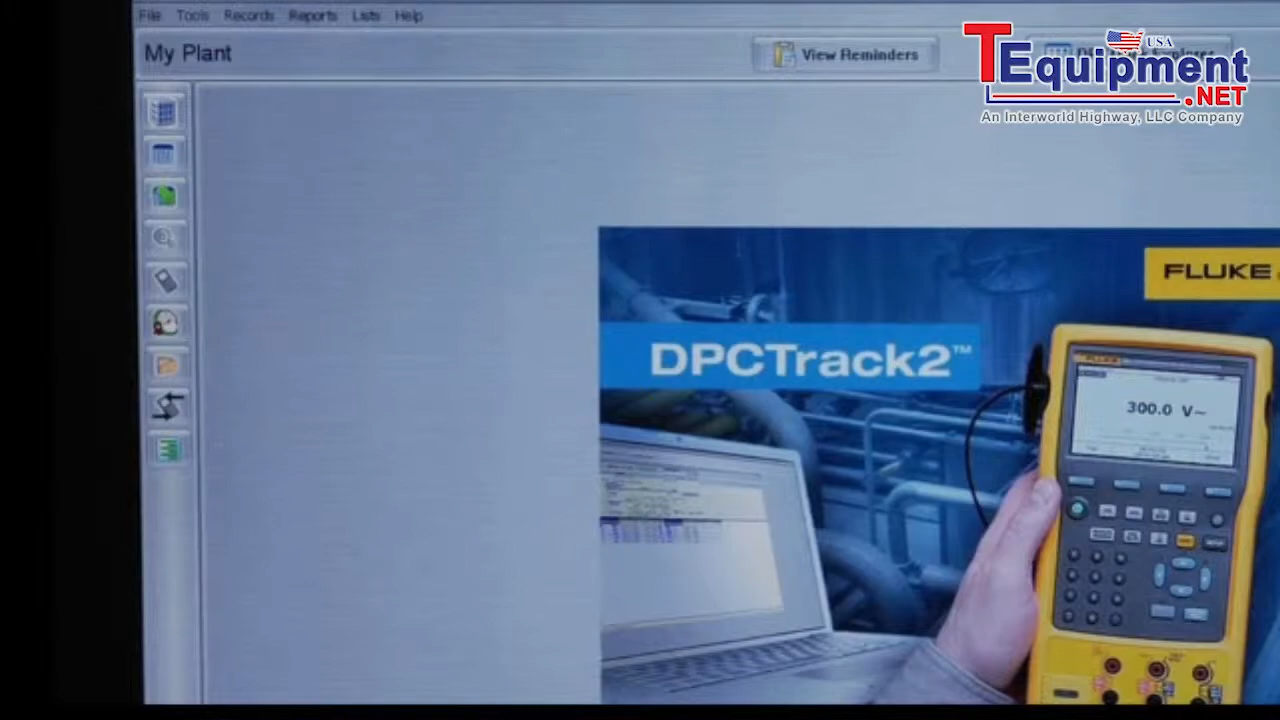 File Tools Records Reports Lists Help
My Plant
View Reminders
TEquipment
USA
.NET
An Interworld Highway, LLC Company
FLUKE
DPCTrack2™
FLUKE
300.0 V~